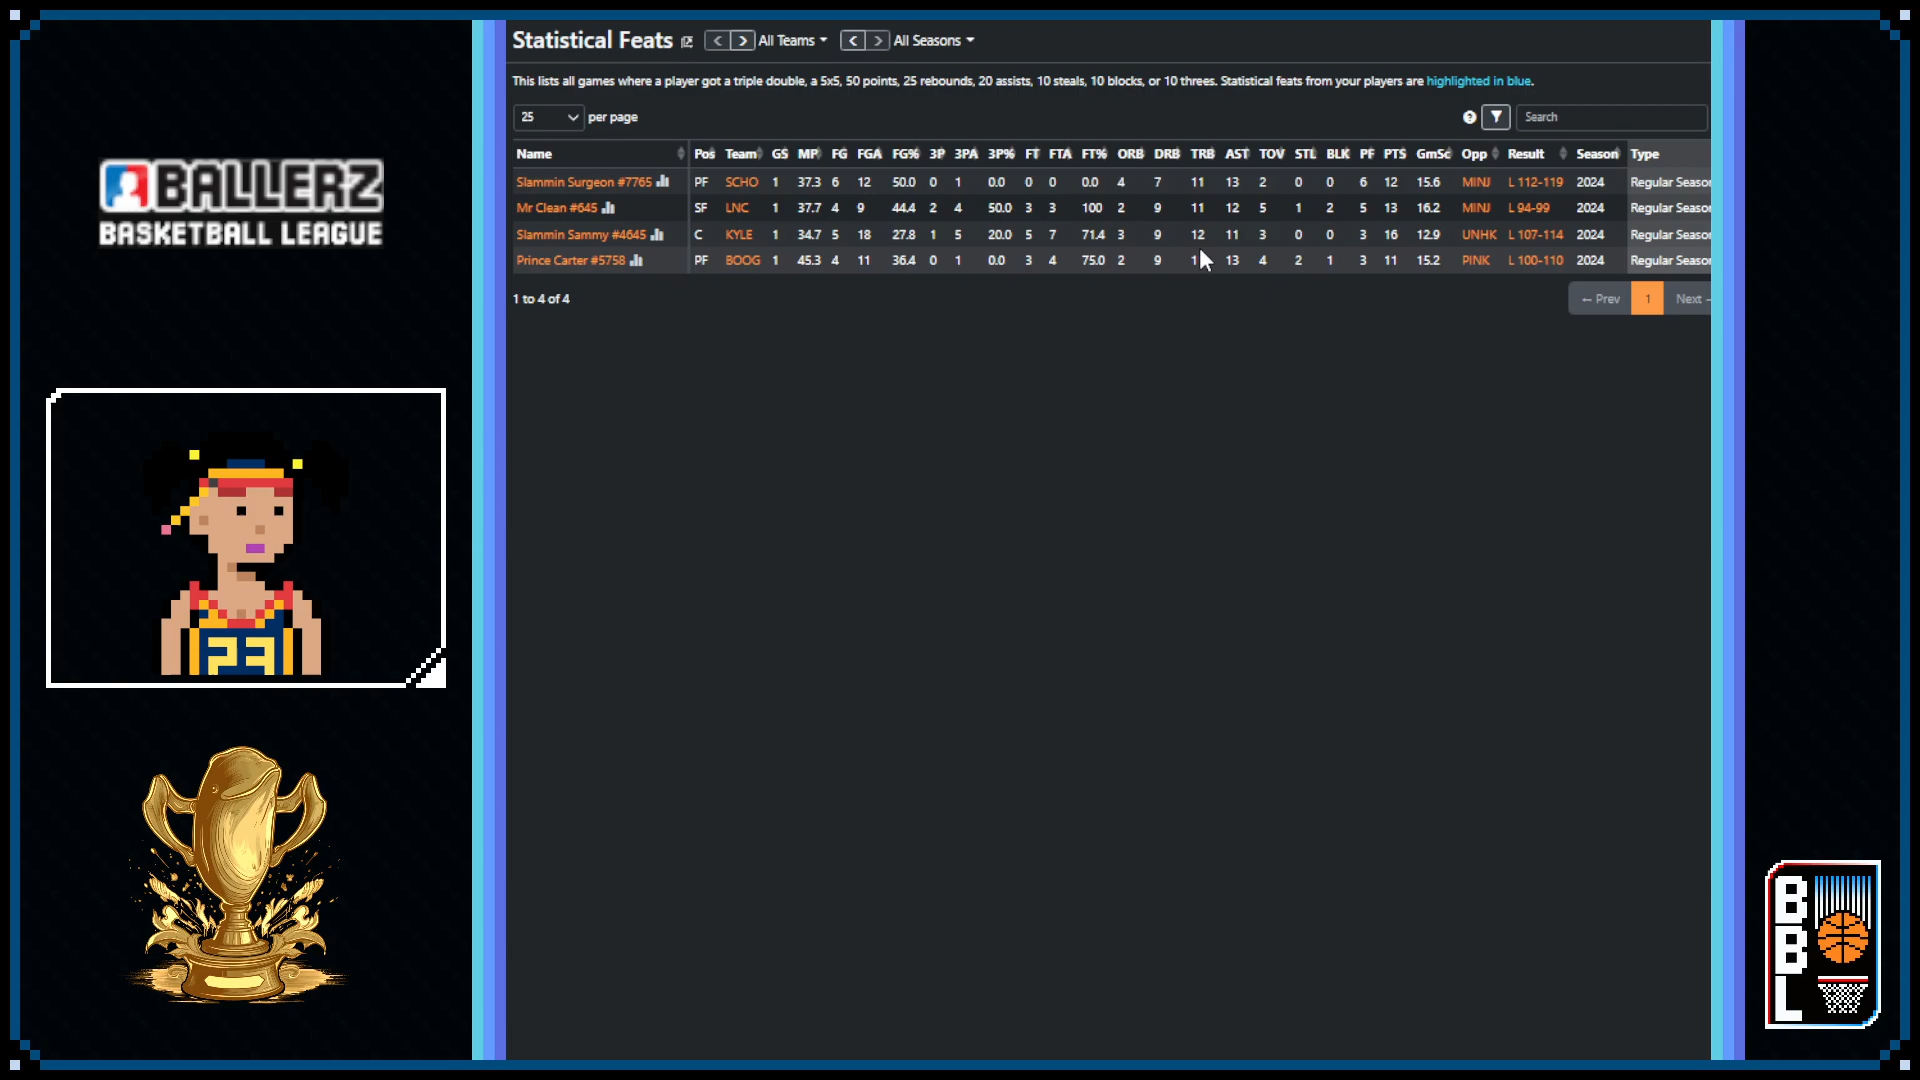 Statistical Feats < > All Teams < > All Seasons
This lists all games where a player got a triple double, a 5x5, 50 points, 25 rebounds, 20 assists, 10 steals, 10 blocks, or 10 threes. Statistical feats from your players are highlighted in blue.
25 per page ? Search
BALLERZ
BASKETBALL LEAGUE
Name Pos Team GS MP FG FGA FG% 3P 3PA 3P% FT FTA FT% ORB DRB TRB AST TOV STL BLK PF PTS GmSc Opp Result Season Type
Slammin Surgeon #7765 PF SCHO 1 37.3 6 12 50.0 0 1 0.0 0 0 0.0 4 7 11 13 2 0 0 6 12 15.6 MINJ L 112-119 2024 Regular Seaso
Mr Clean #645 SF LNC 1 37.7 4 9 44.4 2 4 50.0 3 3 100 2 9 11 12 5 1 2 5 13 16.2 MINJ L 94-99 2024 Regular Seaso
Slammin Sammy #4645 C KYLE 1 34.7 5 18 27.8 1 5 20.0 5 7 71.4 3 9 12 11 3 0 0 3 16 12.9 UNHK L 107-114 2024 Regular Seaso
Prince Carter #5758 PF BOOG 1 45.3 4 11 36.4 0 1 0.0 3 4 75.0 2 9 13 4 2 1 3 11 15.2 PINK L 100-110 2024 Regular Seaso
1 to 4 of 4
← Prev 1 Next
23
BBL